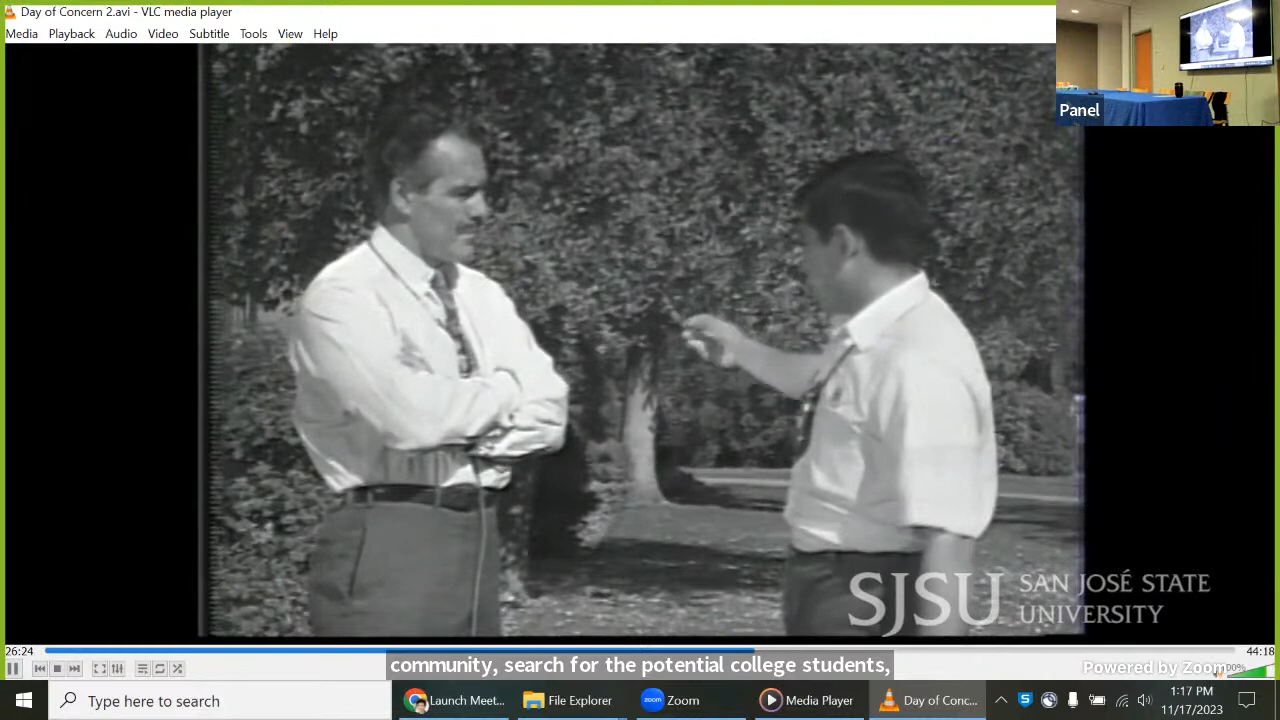 Day of Concern 2.avi - VLC media player
Media Playback Audio Video Subtitle Tools View Help
Panel
SJSU SAN JOSÉ STATE
UNIVERSITY
26:24
44:18
community, search for the potential college students,
Powered by Zoom
Type here to search
Launch Meet...
File Explorer
Zoom
Media Player
Day of Conc...
1:17 PM
11/17/2023